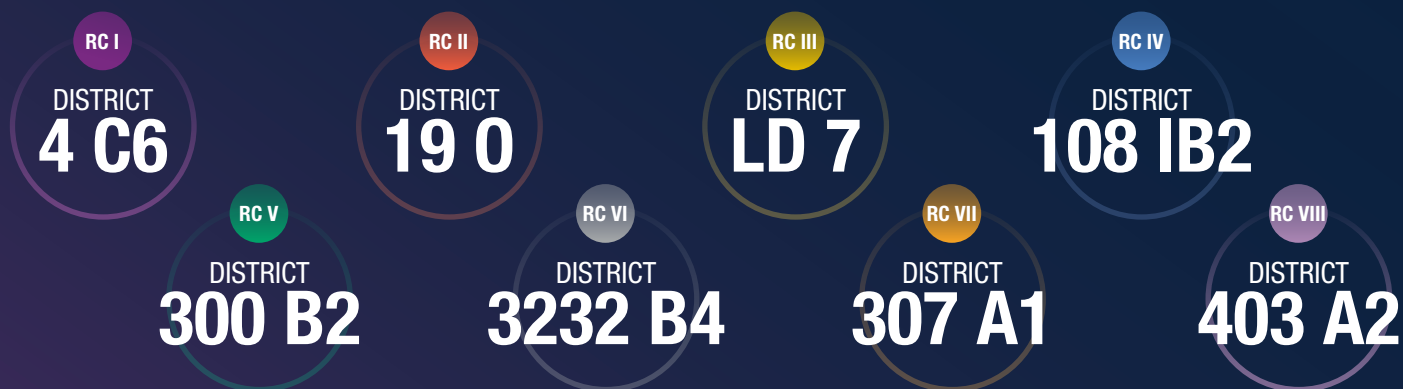 RC I
DISTRICT
4 C6
RC II
DISTRICT
19 O
RC III
DISTRICT
LD 7
RC IV
DISTRICT
108 IB2
RC V
DISTRICT
300 B2
RC VI
DISTRICT
3232 B4
RC VII
DISTRICT
307 A1
RC VIII
DISTRICT
403 A2